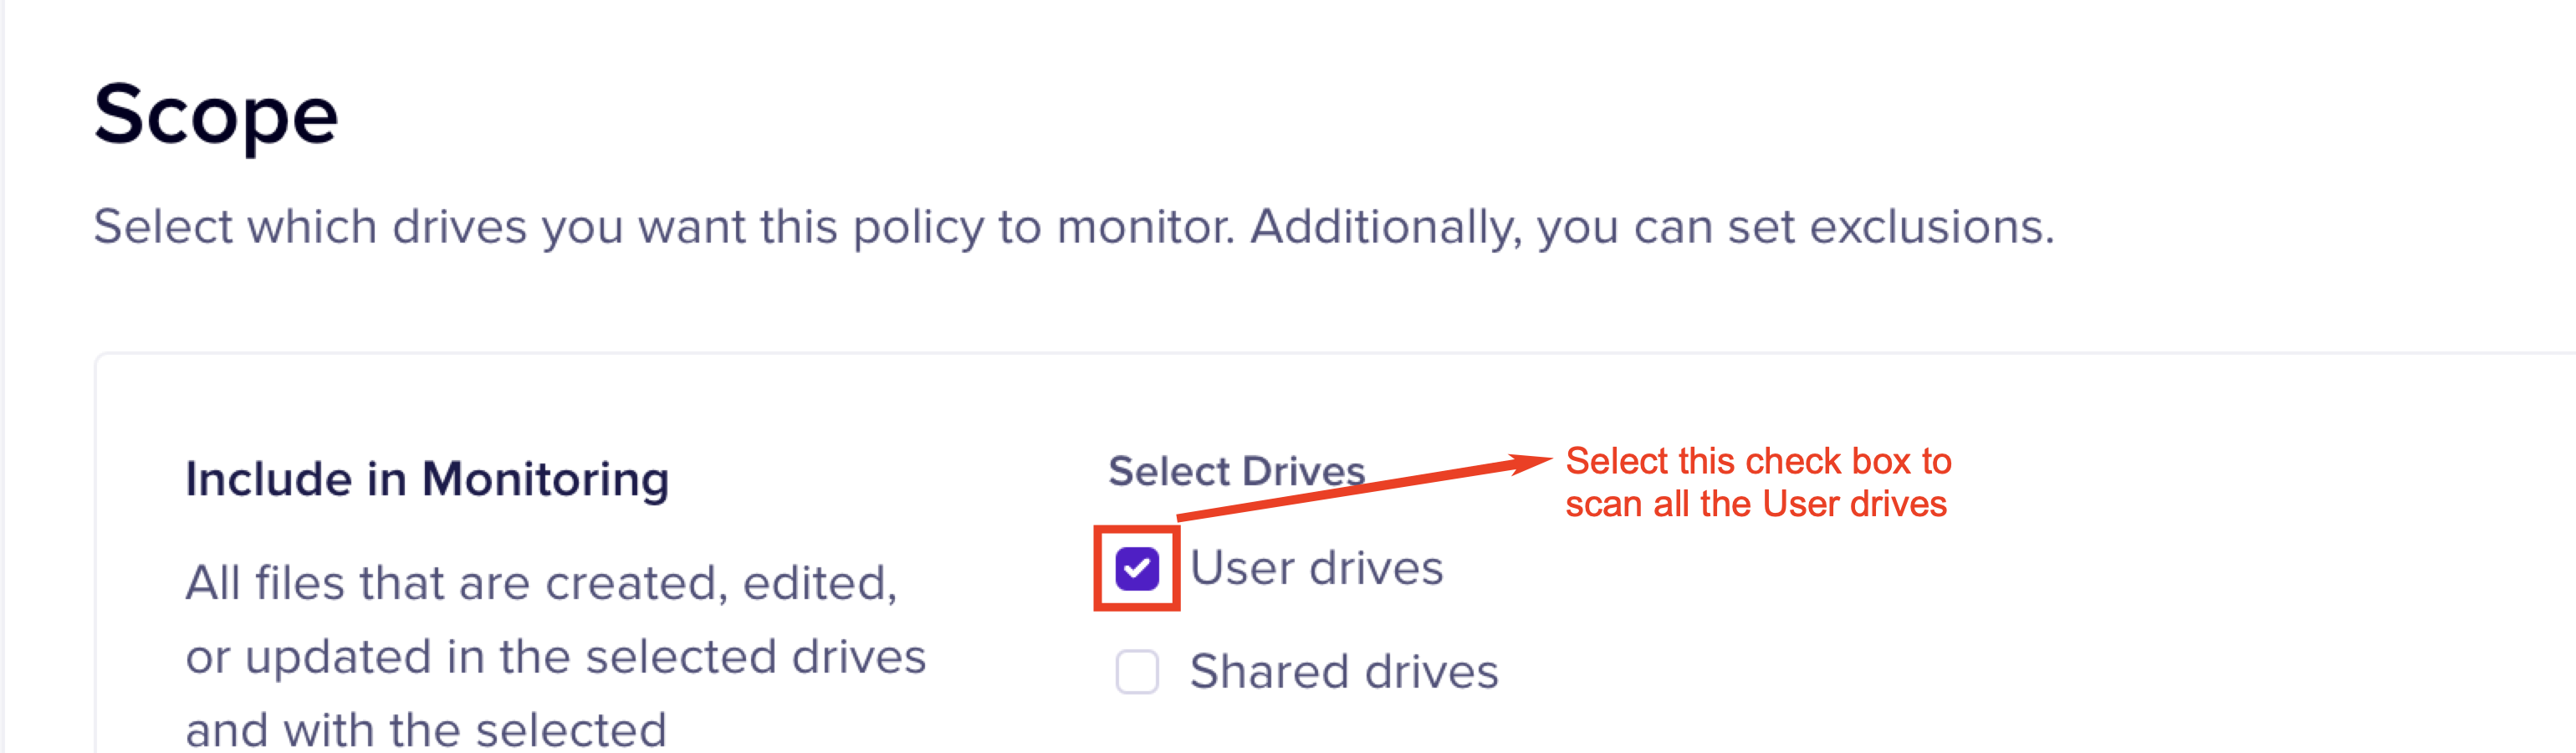 Scope
Select which drives you want this policy to monitor. Additionally, you can set exclusions.
Include in Monitoring
All files that are created, edited,
or updated in the selected drives
and with the selected
Select Drives
User drives
Shared drives
Select this check box to
scan all the User drives